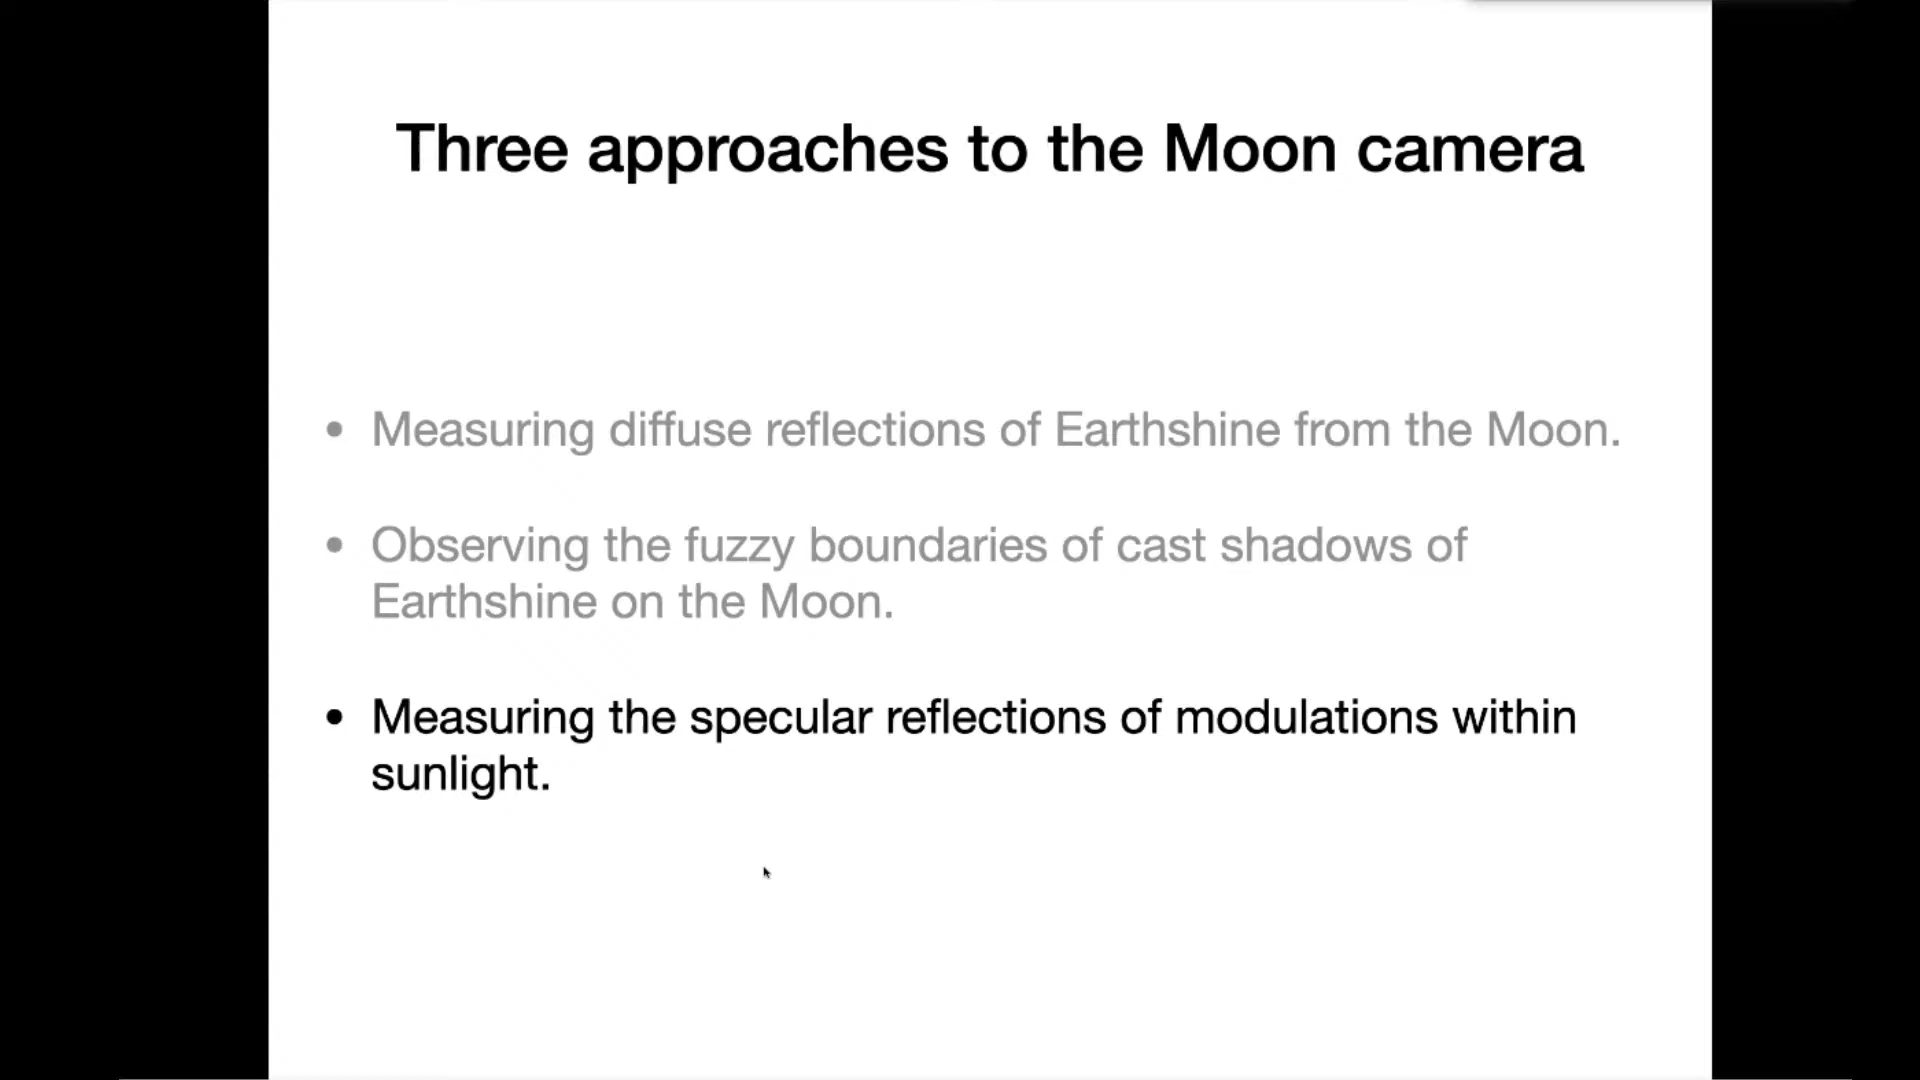 Three approaches to the Moon camera
• Measuring diffuse reflections of Earthshine from the Moon.
• Observing the fuzzy boundaries of cast shadows of
Earthshine on the Moon.
• Measuring the specular reflections of modulations within
sunlight.